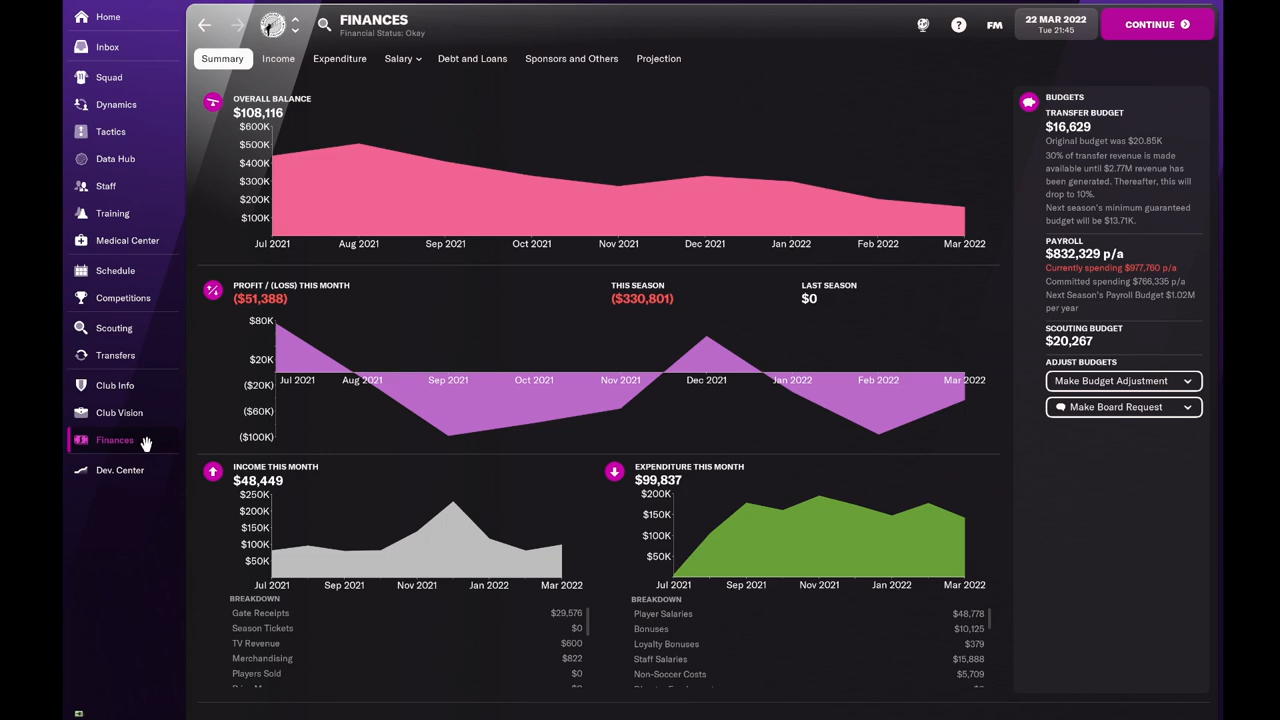 Home
Inbox
Squad
Dynamics
Tactics
Data Hub
Staff
Training
Medical Center
Schedule
Competitions
Scouting
Transfers
Club Info
Club Vision
Finances
Dev. Center
FINANCES
Financial Status: Okay
FM
22 MAR 2022
Tue 21:45
CONTINUE
Summary
Income
Expenditure
Salary
Debt and Loans
Sponsors and Others
Projection
OVERALL BALANCE
$108,116
$600K
$500K
$400K
$300K
$200K
$100K
Jul 2021 Aug 2021 Sep 2021 Oct 2021 Nov 2021 Dec 2021 Jan 2022 Feb 2022 Mar 2022
PROFIT / (LOSS) THIS MONTH
($51,388)
THIS SEASON
($330,801)
LAST SEASON
$0
$80K
$20K
($20K)
($60K)
($100K)
Jul 2021 Aug 2021 Sep 2021 Oct 2021 Nov 2021 Dec 2021 Jan 2022 Feb 2022 Mar 2022
INCOME THIS MONTH
$48,449
$250K
$200K
$150K
$100K
$50K
Jul 2021 Sep 2021 Nov 2021 Jan 2022 Mar 2022
BREAKDOWN
Gate Receipts $29,576
Season Tickets $0
TV Revenue $600
Merchandising $822
Players Sold $0
EXPENDITURE THIS MONTH
$99,837
$200K
$150K
$100K
$50K
Jul 2021 Sep 2021 Nov 2021 Jan 2022 Mar 2022
BREAKDOWN
Player Salaries $48,778
Bonuses $10,125
Loyalty Bonuses $379
Staff Salaries $15,888
Non-Soccer Costs $5,709
BUDGETS
TRANSFER BUDGET
$16,629
Original budget was $20.85K
30% of transfer revenue is made
available until $2.77M revenue has
been generated. Thereafter, this will
drop to 10%.
Next season's minimum guaranteed
budget will be $13.71K.
PAYROLL
$832,329 p/a
Currently spending $977,760 p/a
Committed spending $766,335 p/a
Next Season's Payroll Budget $1.02M
per year
SCOUTING BUDGET
$20,267
ADJUST BUDGETS
Make Budget Adjustment
Make Board Request